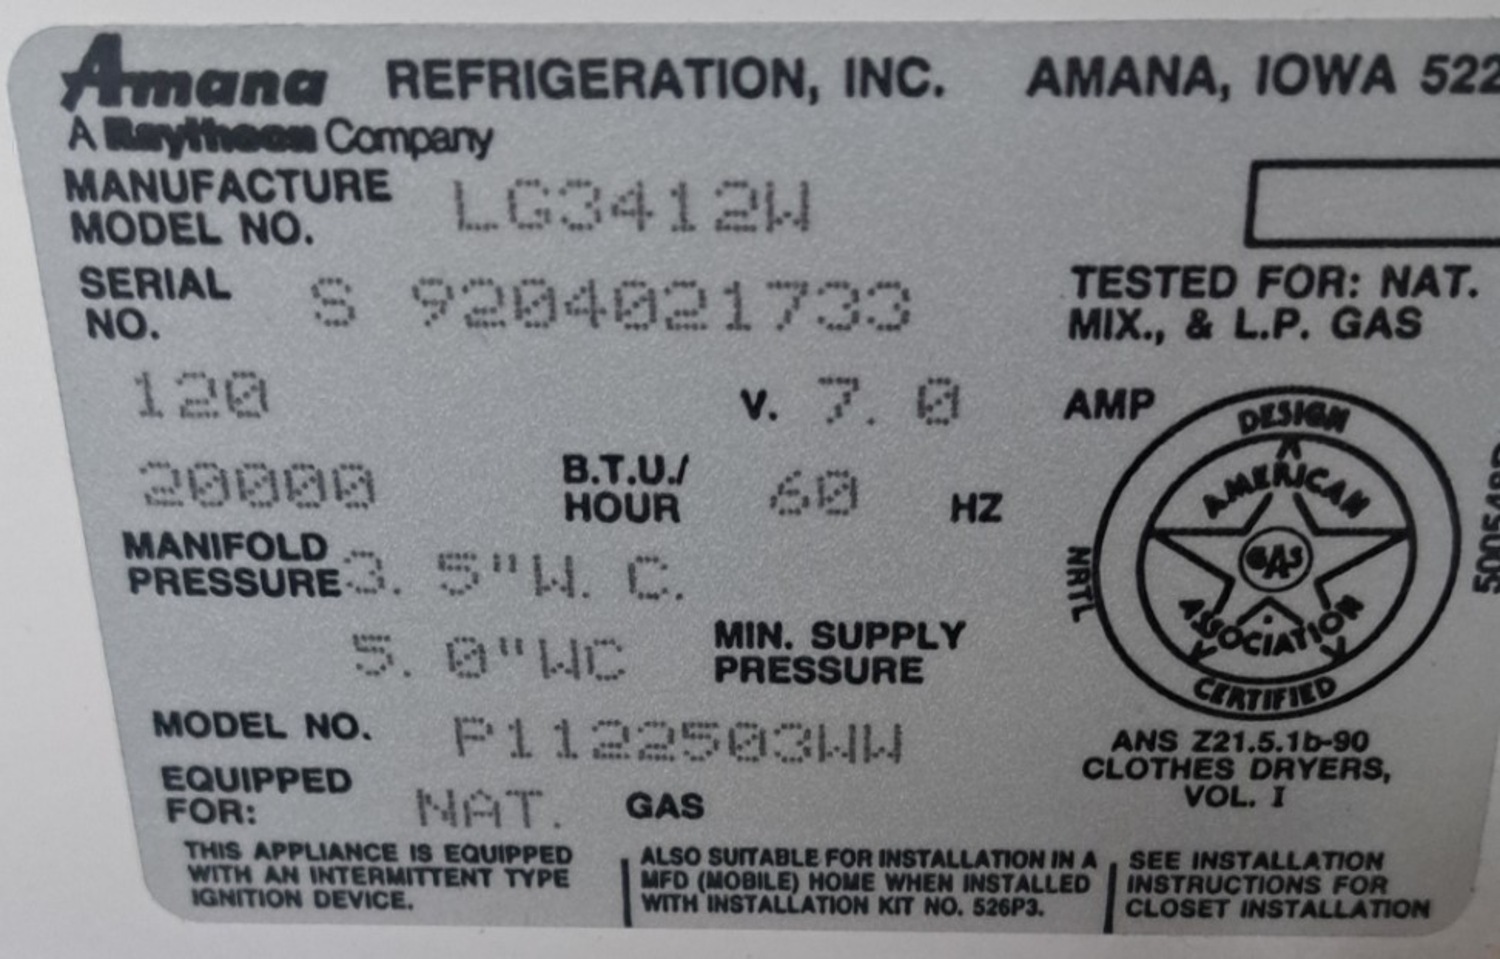 Amana REFRIGERATION, INC. AMANA, IOWA 522
A Raytheon Company
MANUFACTURE
MODEL NO. LG3412W
SERIAL
NO. S 9204021733
TESTED FOR: NAT.
MIX., & L.P. GAS
120 V. 7.0 AMP
20000 B.T.U./
HOUR 60 HZ
MANIFOLD
PRESSURE 3.5"W.C.
5.0"WC MIN. SUPPLY
PRESSURE
MODEL NO. P1122503WW
EQUIPPED
FOR: NAT. GAS
DESIGN
AMERICAN
GAS
ASSOCIATION
CERTIFIED
NRTL
ANS Z21.5.1b-90
CLOTHES DRYERS,
VOL. I
THIS APPLIANCE IS EQUIPPED
WITH AN INTERMITTENT TYPE
IGNITION DEVICE.
ALSO SUITABLE FOR INSTALLATION IN A
MFD (MOBILE) HOME WHEN INSTALLED
WITH INSTALLATION KIT NO. 526P3.
SEE INSTALLATION
INSTRUCTIONS FOR
CLOSET INSTALLATION